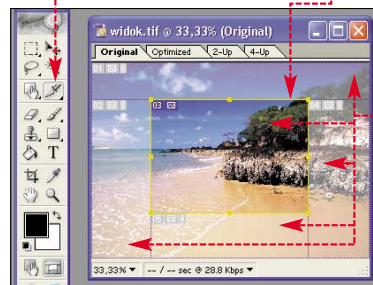 widok.tif @ 33,33% (Original)
Original Optimized 2-Up 4-Up
01
02 03 04
05
T
33,33% -- / -- sec @ 28.8 Kbps